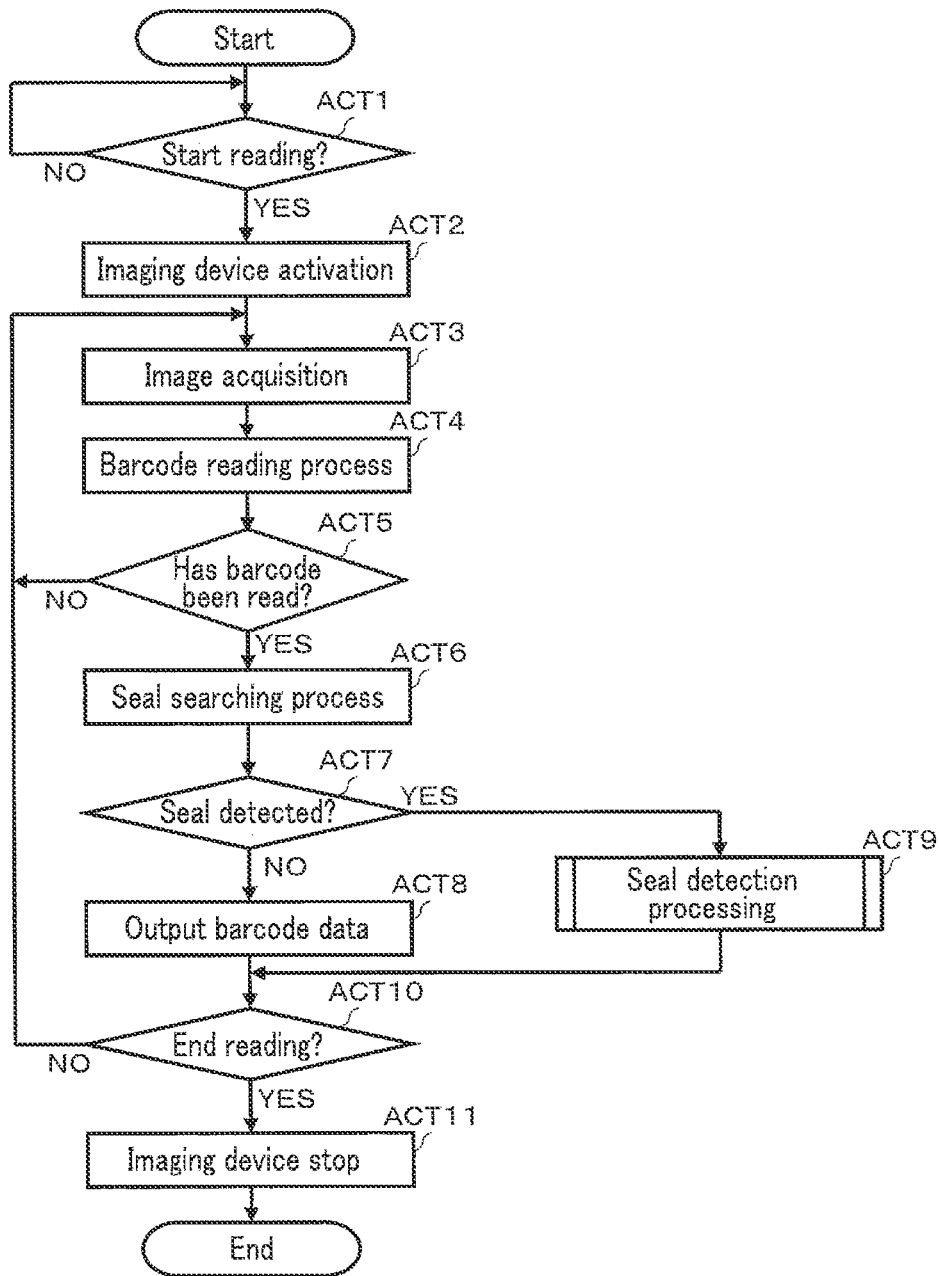 Start
ACT1
Start reading?
NO
YES
ACT2
Imaging device activation
ACT3
Image acquisition
ACT4
Barcode reading process
ACT5
Has barcode
been read?
NO
YES
ACT6
Seal searching process
ACT7
Seal detected?
YES
NO
ACT9
Seal detection
processing
ACT8
Output barcode data
ACT10
End reading?
NO
YES
ACT11
Imaging device stop
End